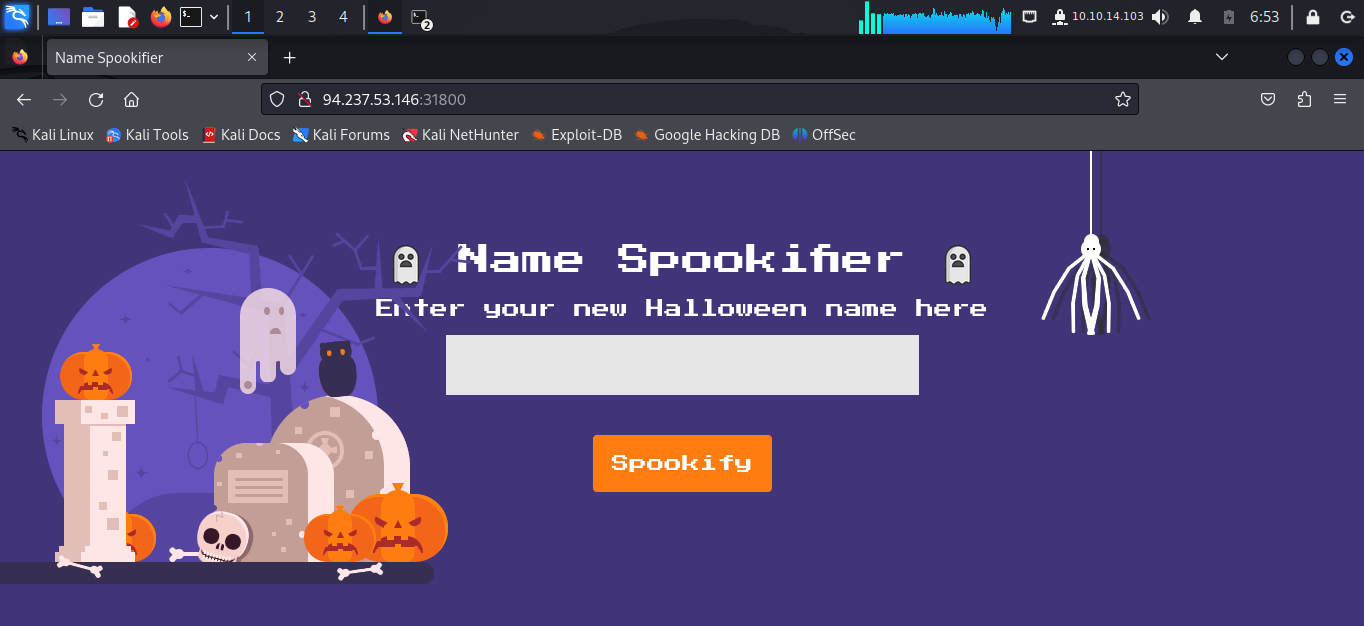 1 2 3 4 2 10.10.14.103 6:53
Name Spookifier
94.237.53.146:31800
Kali Linux Kali Tools Kali Docs Kali Forums Kali NetHunter Exploit-DB Google Hacking DB OffSec
Name Spookifier
Enter your new Halloween name here
Spookify